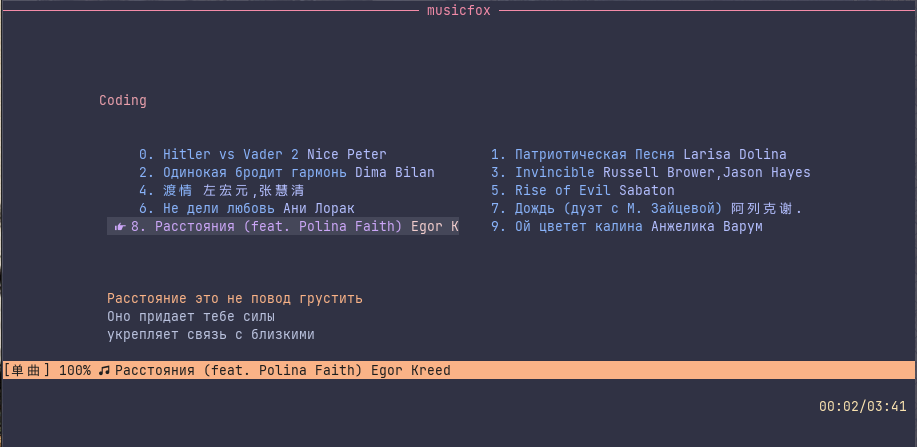 musicfox
Coding
0. Hitler vs Vader 2 Nice Peter
1. Патриотическая Песня Larisa Dolina
2. Одинокая бродит гармонь Dima Bilan
3. Invincible Russell Brower,Jason Hayes
4. 渡情 左宏元,张慧清
5. Rise of Evil Sabaton
6. Не дели любовь Ани Лорак
7. Дождь (дуэт с М. Зайцевой) 阿列克谢.
8. Расстояния (feat. Polina Faith) Egor K
9. Ой цветет калина Анжелика Варум
Расстояние это не повод грустить
Оно придает тебе силы
укрепляет связь с близкими
[单曲] 100% ♫ Расстояния (feat. Polina Faith) Egor Kreed
00:02/03:41